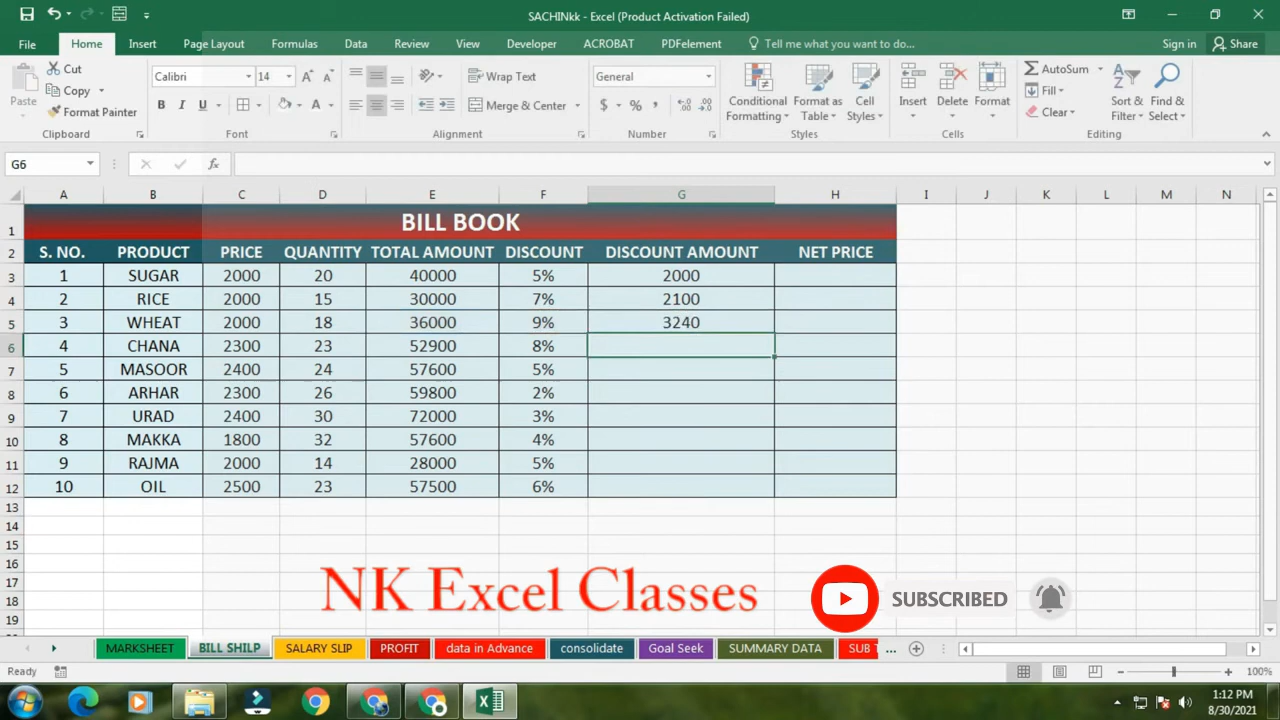 SACHINkk - Excel (Product Activation Failed)
File Home Insert Page Layout Formulas Data Review View Developer ACROBAT PDFelement Tell me what you want to do... Sign in Share
Paste
Cut
Copy
Format Painter
Clipboard
Calibri 14
B I U A
Font
Wrap Text
Merge & Center
Alignment
General
$ % ,
Number
Conditional Formatting
Format as Table
Cell Styles
Styles
Insert
Delete
Format
Cells
AutoSum
Fill
Clear
Sort & Filter
Find & Select
Editing
G6 fx
A B C D E F G H I J K L M N
1 BILL BOOK
2 S. NO. PRODUCT PRICE QUANTITY TOTAL AMOUNT DISCOUNT DISCOUNT AMOUNT NET PRICE
3 1 SUGAR 2000 20 40000 5% 2000
4 2 RICE 2000 15 30000 7% 2100
5 3 WHEAT 2000 18 36000 9% 3240
6 4 CHANA 2300 23 52900 8%
7 5 MASOOR 2400 24 57600 5%
8 6 ARHAR 2300 26 59800 2%
9 7 URAD 2400 30 72000 3%
10 8 MAKKA 1800 32 57600 4%
11 9 RAJMA 2000 14 28000 5%
12 10 OIL 2500 23 57500 6%
13
14
15
16
17
18
19
NK Excel Classes
SUBSCRIBED
MARKSHEET BILL SHILP SALARY SLIP PROFIT data in Advance consolidate Goal Seek SUMMARY DATA SUB T ...
Ready 100%
1:12 PM
8/30/2021